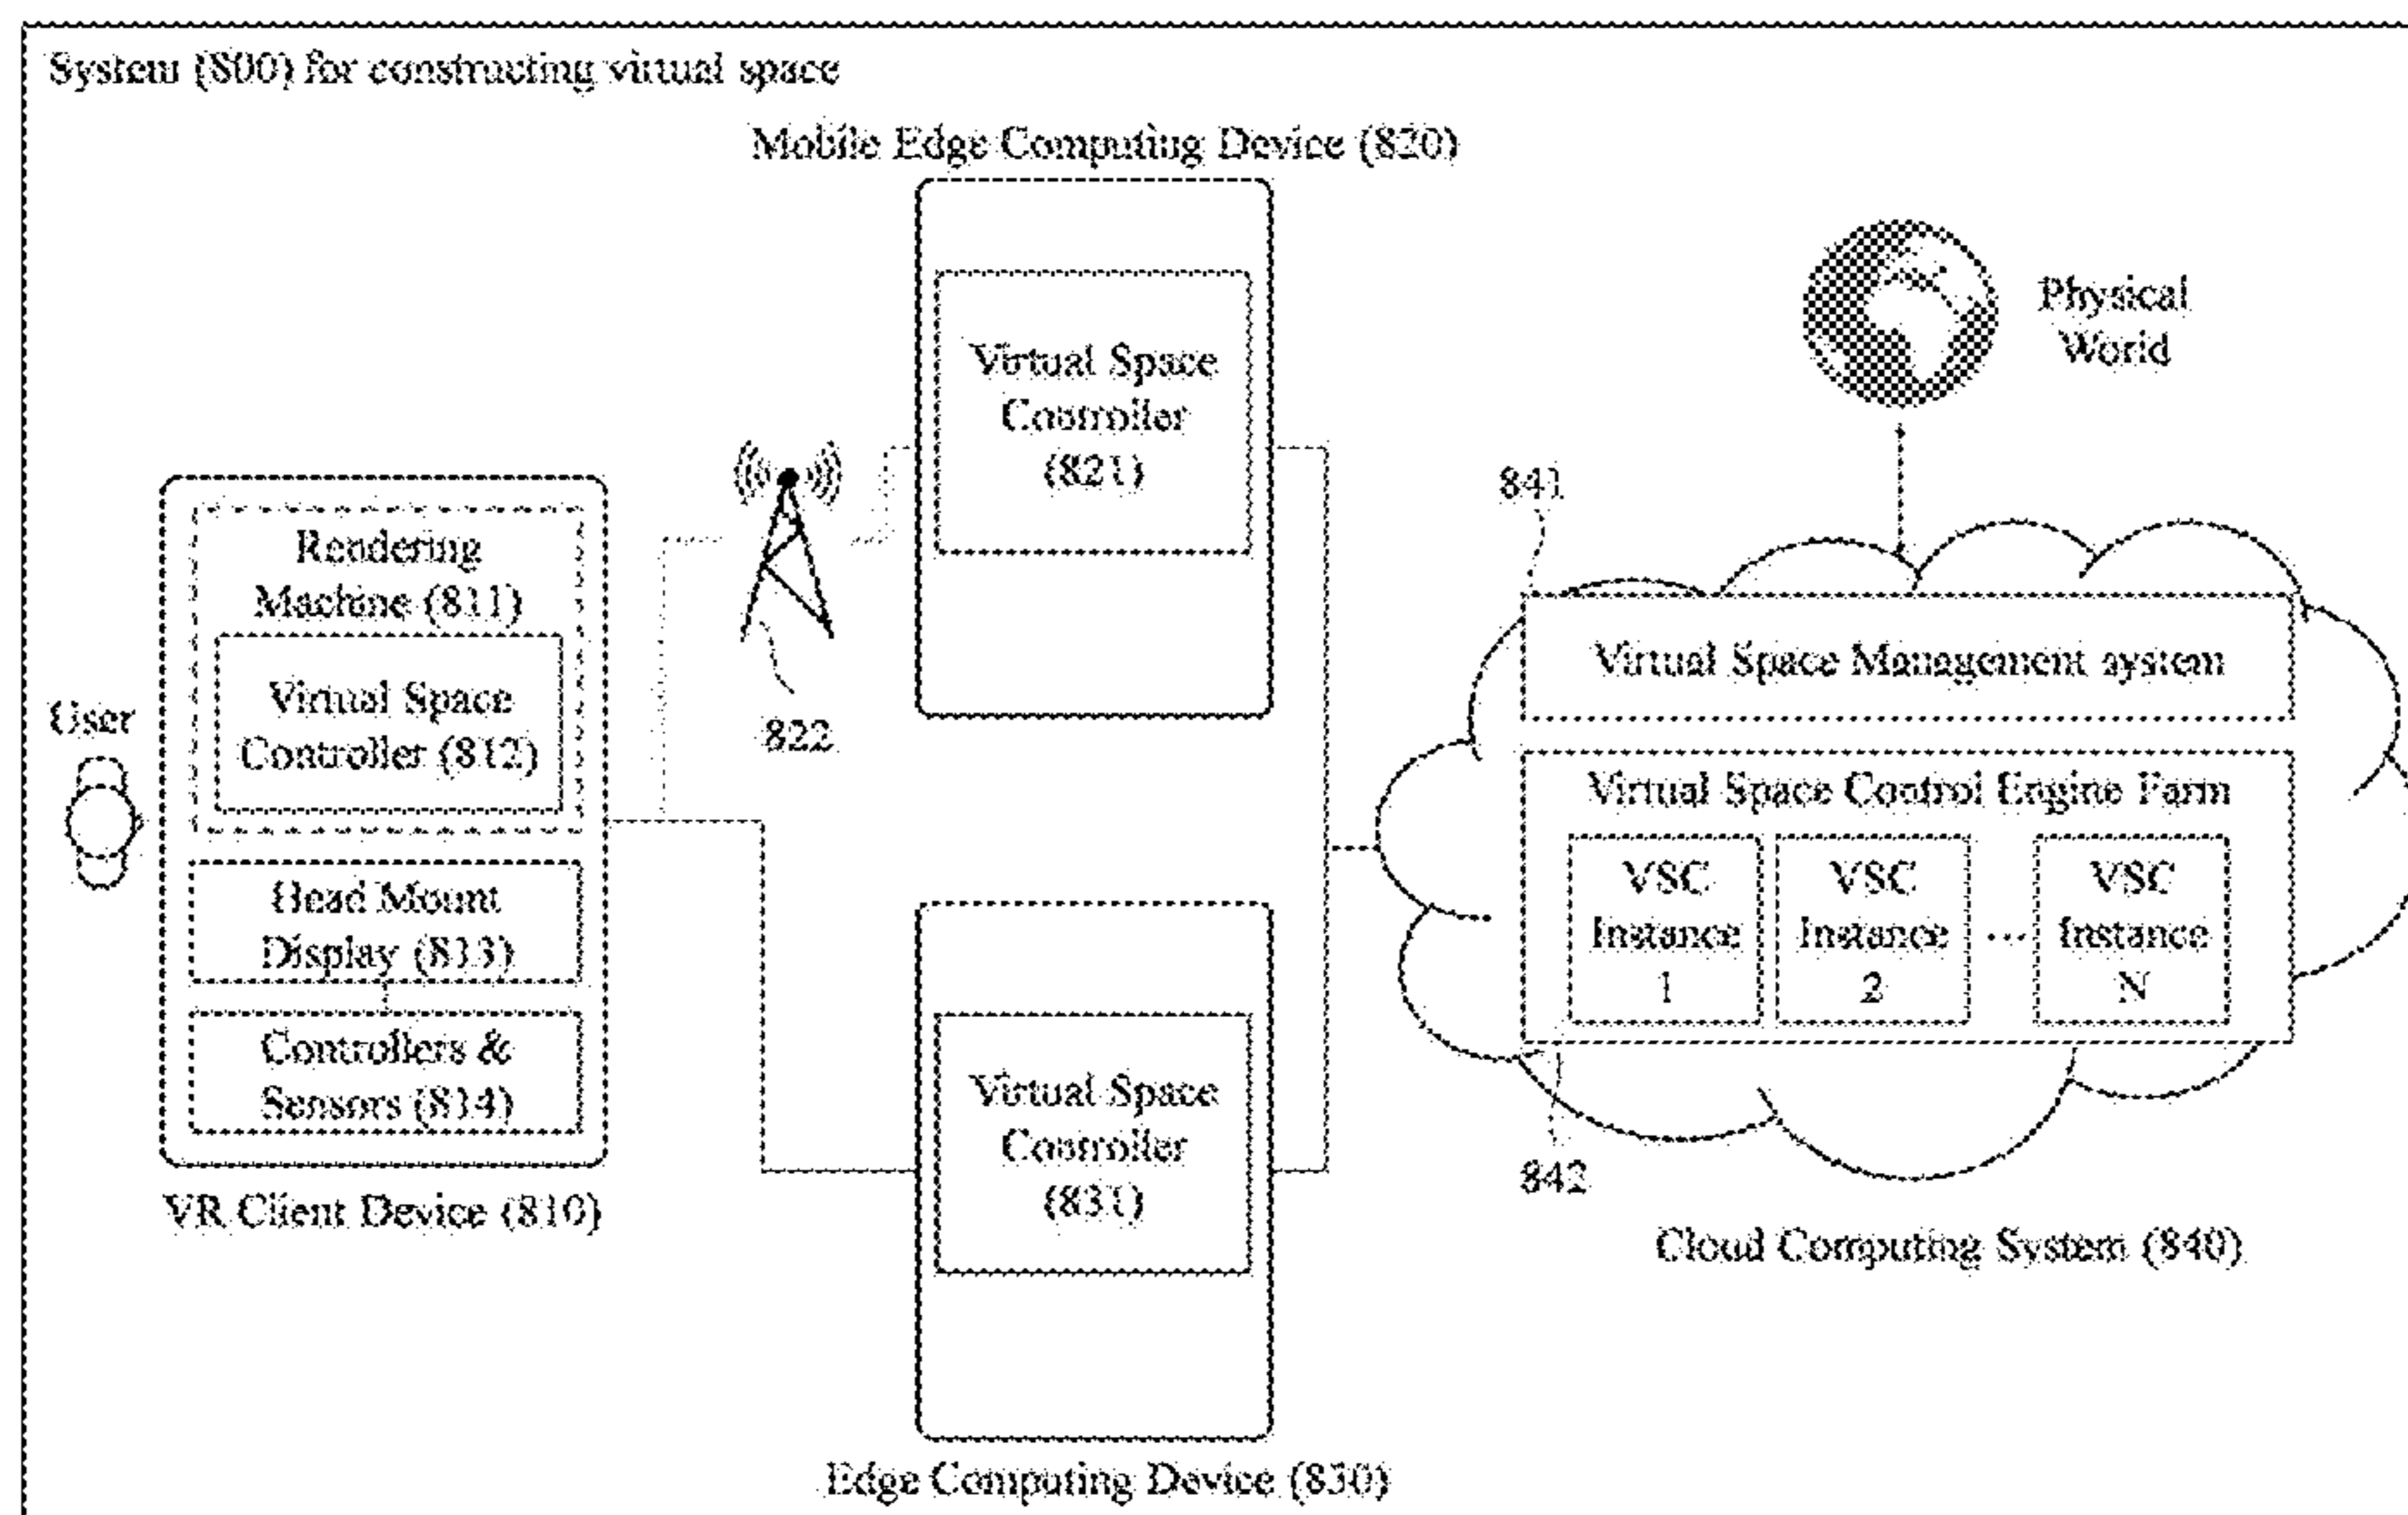 System (800) for constructing virtual space
Mobile Edge Computing Device (820)
Virtual Space
Controller
(821)
Physical
World
841
Rendering
Machine (811)
Virtual Space
Controller (812)
User
822
Virtual Space Management system
Virtual Space Control Engine Farm
VSC
Instance
1
VSC
Instance
2
...
VSC
Instance
N
Head Mount
Display (813)
Controllers &
Sensors (814)
VR Client Device (810)
Virtual Space
Controller
(831)
842
Cloud Computing System (840)
Edge Computing Device (830)